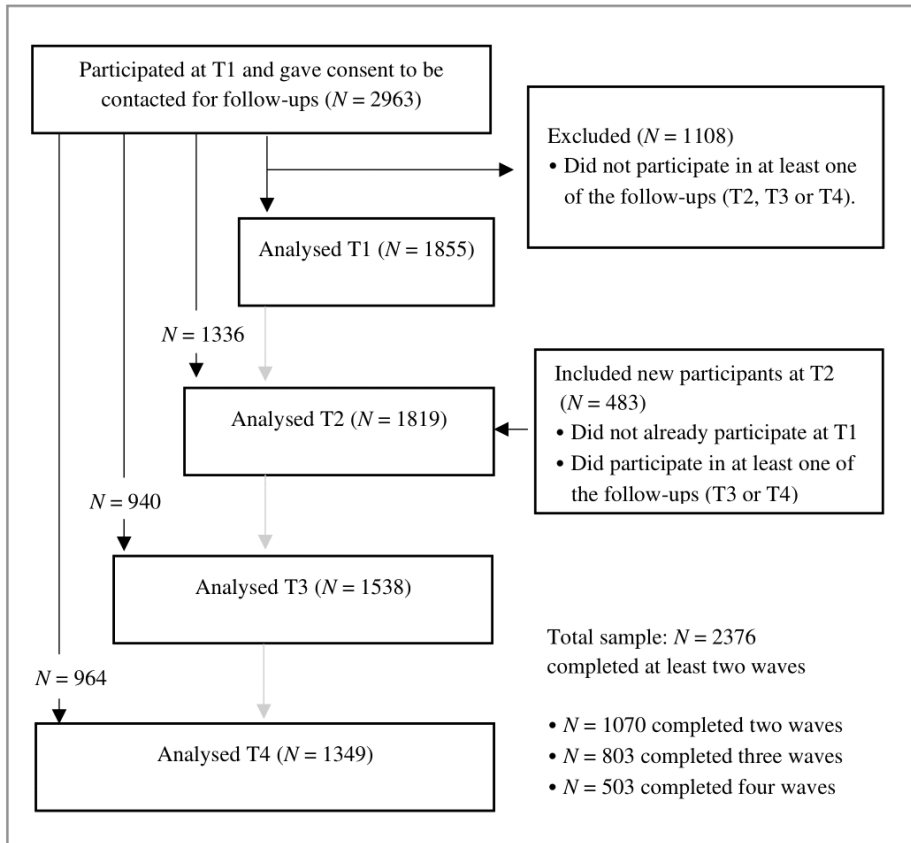 Participated at T1 and gave consent to be
contacted for follow-ups (N = 2963)
Excluded (N = 1108)
• Did not participate in at least one
of the follow-ups (T2, T3 or T4).
Analysed T1 (N = 1855)
N = 1336
Included new participants at T2
(N = 483)
• Did not already participate at T1
• Did participate in at least one of
the follow-ups (T3 or T4)
Analysed T2 (N = 1819)
N = 940
Analysed T3 (N = 1538)
Total sample: N = 2376
completed at least two waves
N = 964
• N = 1070 completed two waves
• N = 803 completed three waves
• N = 503 completed four waves
Analysed T4 (N = 1349)